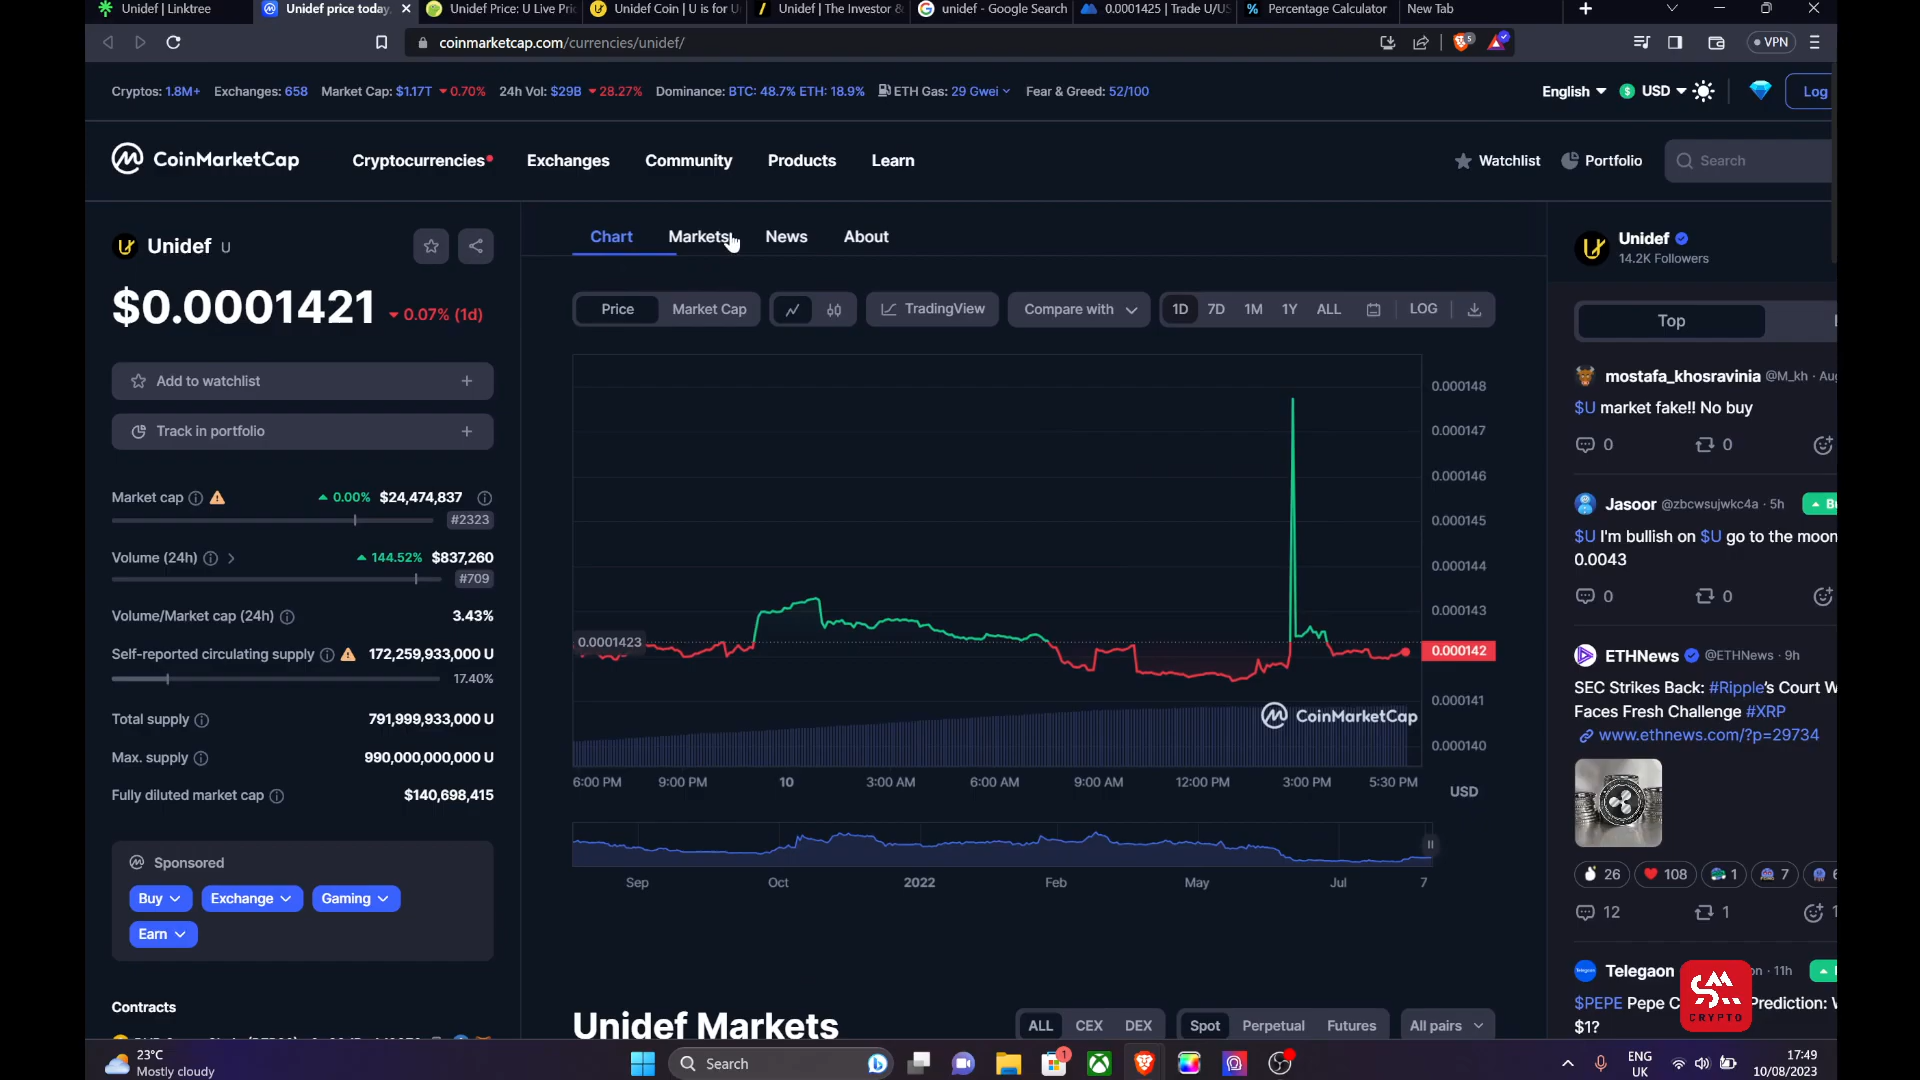 Unidef | Linktree
Unidef price today,
Unidef Price: U Live Pri
Unidef Coin | U is for U
Unidef | The Investor &
unidef - Google Search
0.0001425 | Trade U/US
Percentage Calculator
New Tab
coinmarketcap.com/currencies/unidef/
VPN
Cryptos: 1.8M+ Exchanges: 658 Market Cap: $1.17T 0.70% 24h Vol: $29B 28.27% Dominance: BTC: 48.7% ETH: 18.9% ETH Gas: 29 Gwei Fear & Greed: 52/100
English USD Log
CoinMarketCap
Cryptocurrencies Exchanges Community Products Learn
Watchlist Portfolio Search
Unidef U
$0.0001421 0.07% (1d)
Add to watchlist +
Track in portfolio +
Market cap 0.00% $24,474,837
#2323
Volume (24h) 144.52% $837,260
#709
Volume/Market cap (24h) 3.43%
Self-reported circulating supply 172,259,933,000 U
17.40%
Total supply 791,999,933,000 U
Max. supply 990,000,000,000 U
Fully diluted market cap $140,698,415
Sponsored
Buy Exchange Gaming
Earn
Contracts
Chart Markets News About
Price Market Cap TradingView Compare with 1D 7D 1M 1Y ALL LOG
0.000148
0.000147
0.000146
0.000145
0.000144
0.000143
0.0001423
0.000142
0.000141
0.000140
CoinMarketCap
6:00 PM 9:00 PM 10 3:00 AM 6:00 AM 9:00 AM 12:00 PM 3:00 PM 5:30 PM
USD
Sep Oct 2022 Feb May Jul 7
Unidef Markets
ALL CEX DEX Spot Perpetual Futures All pairs
Unidef
14.2K Followers
Top
mostafa_khosravinia @M_kh · Aug
$U market fake!! No buy
0 0
Jasoor @zbcwsujwkc4a · 5h
$U I'm bullish on $U go to the moon
0.0043
0 0
ETHNews @ETHNews · 9h
SEC Strikes Back: #Ripple's Court W
Faces Fresh Challenge #XRP
www.ethnews.com/?p=29734
26 108 1 7
12 1
Telegaon
11h
$PEPE Pepe C
Prediction:
$1?
SM
CRYPTO
23°C
Mostly cloudy
Search
1
ENG
UK
17:49
10/08/2023